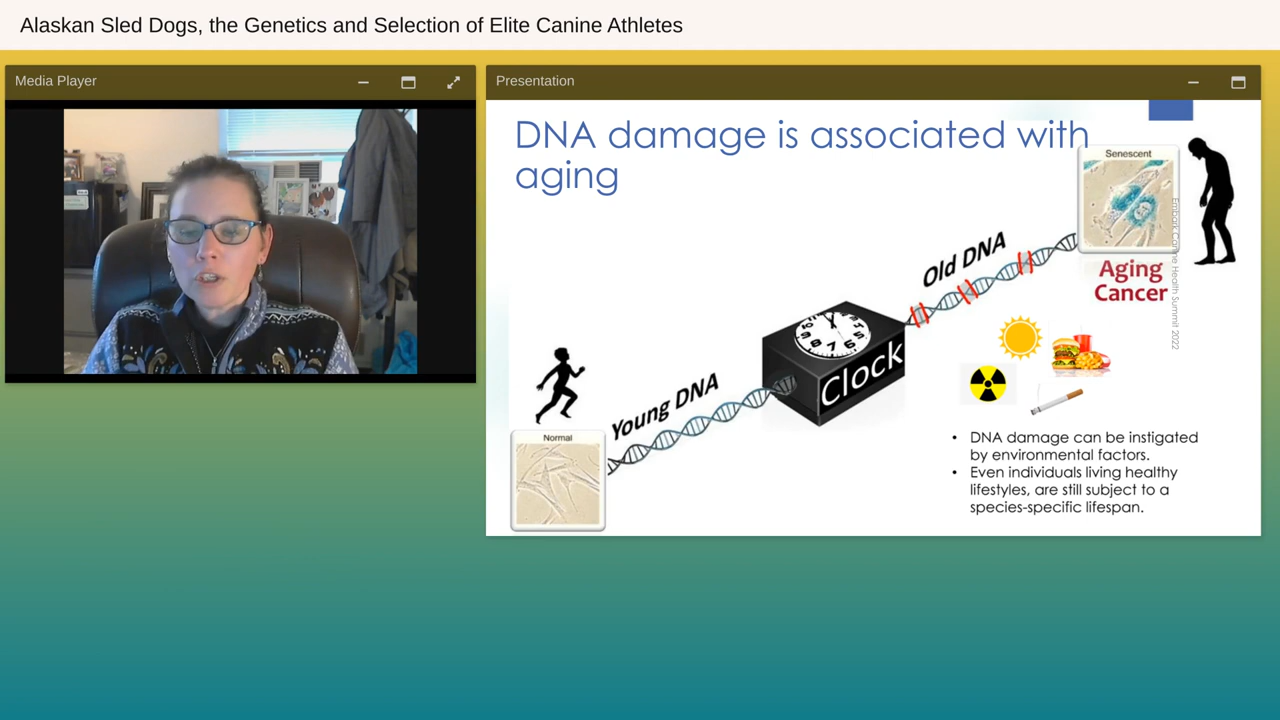 Alaskan Sled Dogs, the Genetics and Selection of Elite Canine Athletes
Media Player
Presentation
DNA damage is associated with
aging
Senescent
Embark Canine Health Summit 2022
Old DNA
Aging
Cancer
Clock
Young DNA
Normal
• DNA damage can be instigated
by environmental factors.
• Even individuals living healthy
lifestyles, are still subject to a
species-specific lifespan.